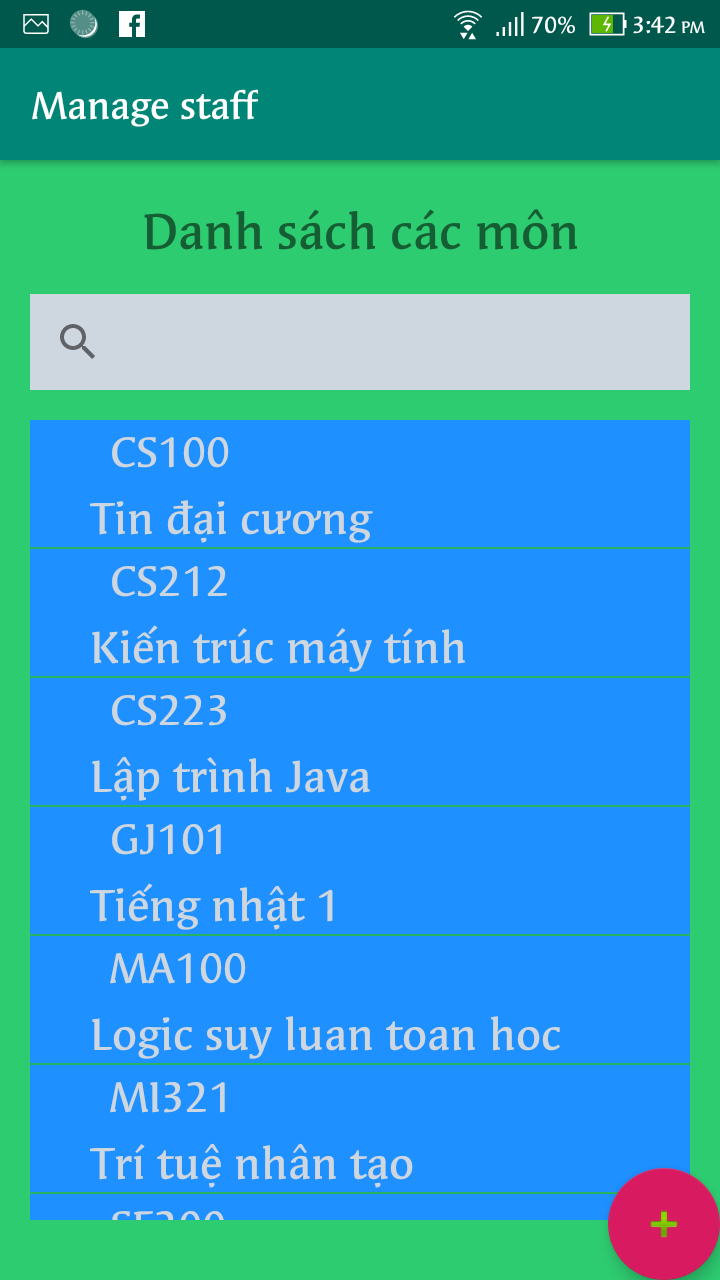 70% 3:42 PM
Manage staff
Danh sách các môn
CS100
Tin đại cương
CS212
Kiến trúc máy tính
CS223
Lập trình Java
GJ101
Tiếng nhật 1
MA100
Logic suy luan toan hoc
MI321
Trí tuệ nhân tạo